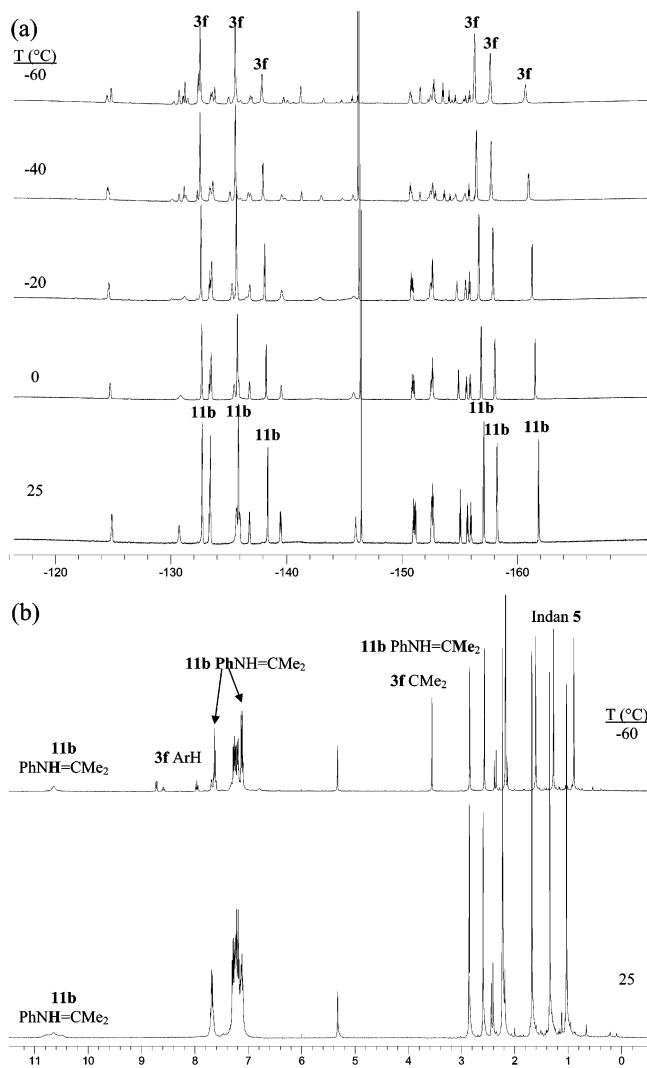 (a)
T (°C)
-60
3f 3f 3f 3f 3f 3f
-40
-20
0
11b 11b 11b 11b 11b 11b
25
-120 -130 -140 -150 -160
(b)
Indan 5
11b PhNH=CMe₂
11b PhNH=CMe₂
3f CMe₂
T (°C)
-60
11b
PhNH=CMe₂
3f ArH
25
11b
PhNH=CMe₂
11 10 9 8 7 6 5 4 3 2 1 0